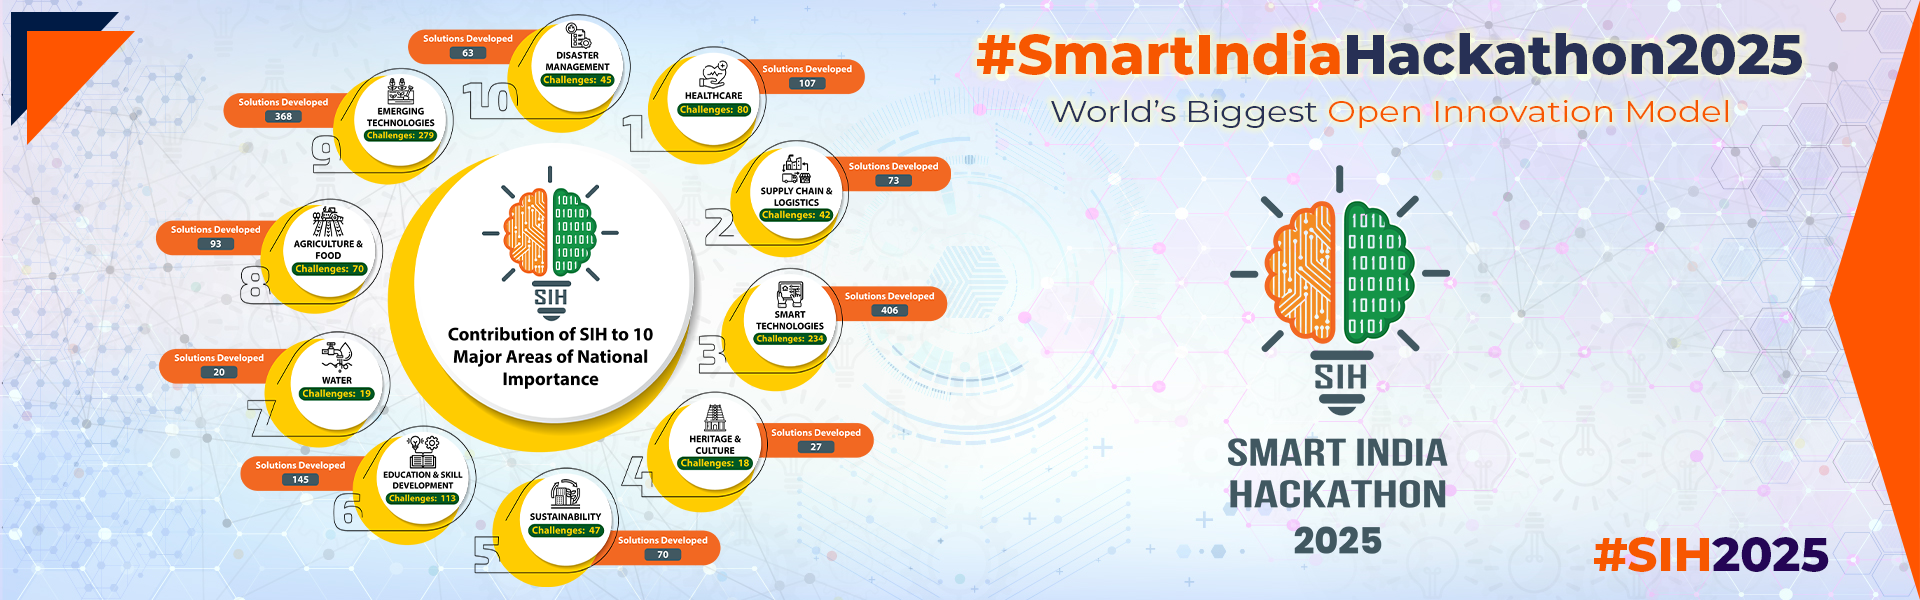 #SmartIndiaHackathon2025
World's Biggest Open Innovation Model
SIH
Contribution of SIH to 10
Major Areas of National
Importance
1
HEALTHCARE
Challenges: 80
Solutions Developed
107
2
SUPPLY CHAIN &
LOGISTICS
Challenges: 42
Solutions Developed
73
3
SMART
TECHNOLOGIES
Challenges: 234
Solutions Developed
406
4
HERITAGE &
CULTURE
Challenges: 18
Solutions Developed
27
5
SUSTAINABILITY
Challenges: 47
Solutions Developed
70
6
EDUCATION & SKILL
DEVELOPMENT
Challenges: 113
Solutions Developed
145
7
WATER
Challenges: 19
Solutions Developed
20
8
AGRICULTURE &
FOOD
Challenges: 70
Solutions Developed
93
9
EMERGING
TECHNOLOGIES
Challenges: 279
Solutions Developed
368
10
DISASTER
MANAGEMENT
Challenges: 45
Solutions Developed
63
SIH
SMART INDIA
HACKATHON
2025
#SIH2025